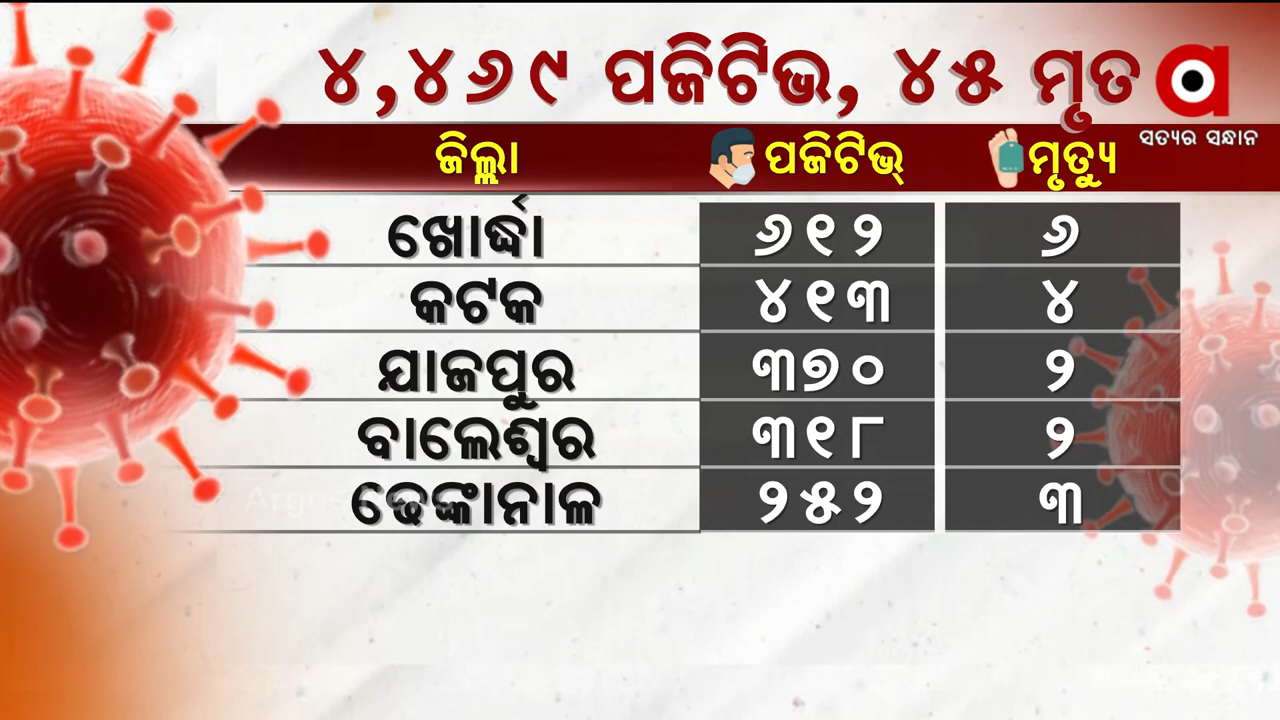 ୪,୪୬୯ ପଜିଟିଭ, ୪୫ ମୃତ
ସତ୍ୟର ସନ୍ଧାନ
ଜିଲ୍ଲା ପଜିଟିଭ୍ ମୃତ୍ୟୁ
ଖୋର୍ଦ୍ଧା ୬୧୨ ୬
କଟକ ୪୧୩ ୪
ଯାଜପୁର ୩୭୦ ୨
ବାଲେଶ୍ୱର ୩୧୮ ୨
ଢେଙ୍କାନାଳ ୨୫୨ ୩
Argus